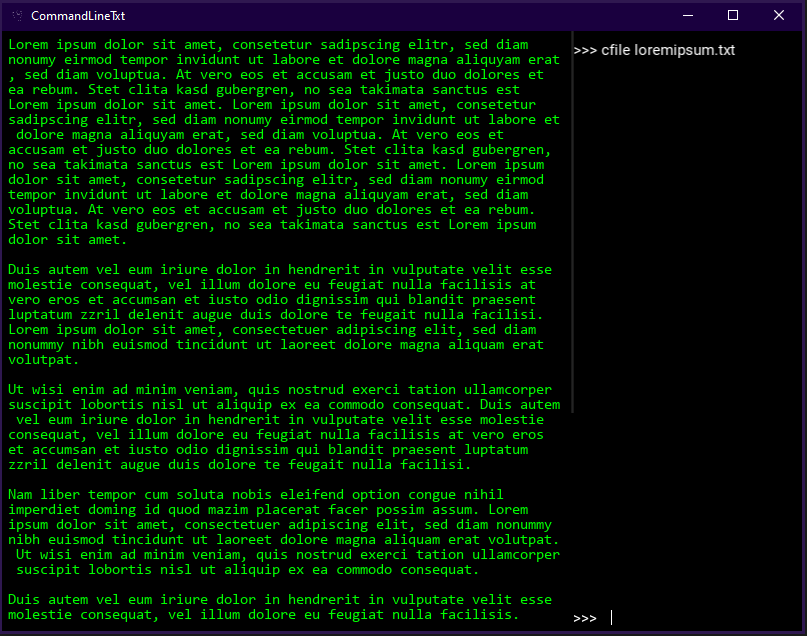 CommandLineTxt
Lorem ipsum dolor sit amet, consetetur sadipscing elitr, sed diam
nonumy eirmod tempor invidunt ut labore et dolore magna aliquyam erat
, sed diam voluptua. At vero eos et accusam et justo duo dolores et
ea rebum. Stet clita kasd gubergren, no sea takimata sanctus est
Lorem ipsum dolor sit amet. Lorem ipsum dolor sit amet, consetetur
sadipscing elitr, sed diam nonumy eirmod tempor invidunt ut labore et
dolore magna aliquyam erat, sed diam voluptua. At vero eos et
accusam et justo duo dolores et ea rebum. Stet clita kasd gubergren,
no sea takimata sanctus est Lorem ipsum dolor sit amet. Lorem ipsum
dolor sit amet, consetetur sadipscing elitr, sed diam nonumy eirmod
tempor invidunt ut labore et dolore magna aliquyam erat, sed diam
voluptua. At vero eos et accusam et justo duo dolores et ea rebum.
Stet clita kasd gubergren, no sea takimata sanctus est Lorem ipsum
dolor sit amet.
Duis autem vel eum iriure dolor in hendrerit in vulputate velit esse
molestie consequat, vel illum dolore eu feugiat nulla facilisis at
vero eros et accumsan et iusto odio dignissim qui blandit praesent
luptatum zzril delenit augue duis dolore te feugait nulla facilisi.
Lorem ipsum dolor sit amet, consectetuer adipiscing elit, sed diam
nonummy nibh euismod tincidunt ut laoreet dolore magna aliquam erat
volutpat.
Ut wisi enim ad minim veniam, quis nostrud exerci tation ullamcorper
suscipit lobortis nisl ut aliquip ex ea commodo consequat. Duis autem
vel eum iriure dolor in hendrerit in vulputate velit esse molestie
consequat, vel illum dolore eu feugiat nulla facilisis at vero eros
et accumsan et iusto odio dignissim qui blandit praesent luptatum
zzril delenit augue duis dolore te feugait nulla facilisi.
Nam liber tempor cum soluta nobis eleifend option congue nihil
imperdiet doming id quod mazim placerat facer possim assum. Lorem
ipsum dolor sit amet, consectetuer adipiscing elit, sed diam nonummy
nibh euismod tincidunt ut laoreet dolore magna aliquam erat volutpat.
Ut wisi enim ad minim veniam, quis nostrud exerci tation ullamcorper
suscipit lobortis nisl ut aliquip ex ea commodo consequat.
Duis autem vel eum iriure dolor in hendrerit in vulputate velit esse
molestie consequat, vel illum dolore eu feugiat nulla facilisis.
>>> cfile loremipsum.txt
>>>